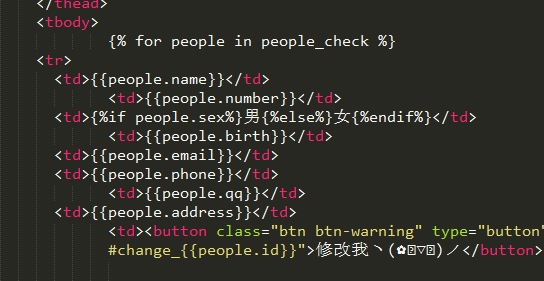 </thead>
<tbody>
{% for people in people_check %}
<tr>
<td>{{people.name}}</td>
<td>{{people.number}}</td>
<td>{%if people.sex%}男{%else%}女{%endif%}</td>
<td>{{people.birth}}</td>
<td>{{people.email}}</td>
<td>{{people.phone}}</td>
<td>{{people.qq}}</td>
<td>{{people.address}}</td>
<td><button class="btn btn-warning" type="button"
#change_{{people.id}}">修改我ヽ(✿▽)ノ</button>